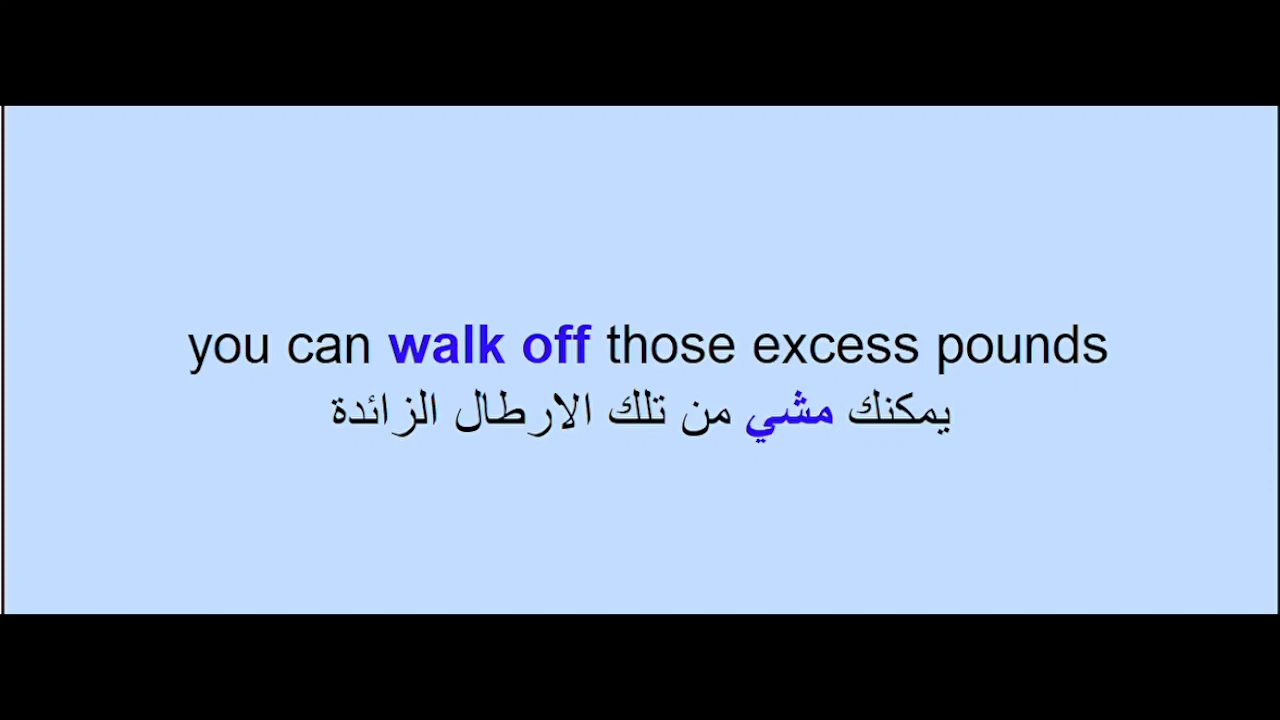 you can walk off those excess pounds
يمكنك مشي من تلك الارطال الزائدة